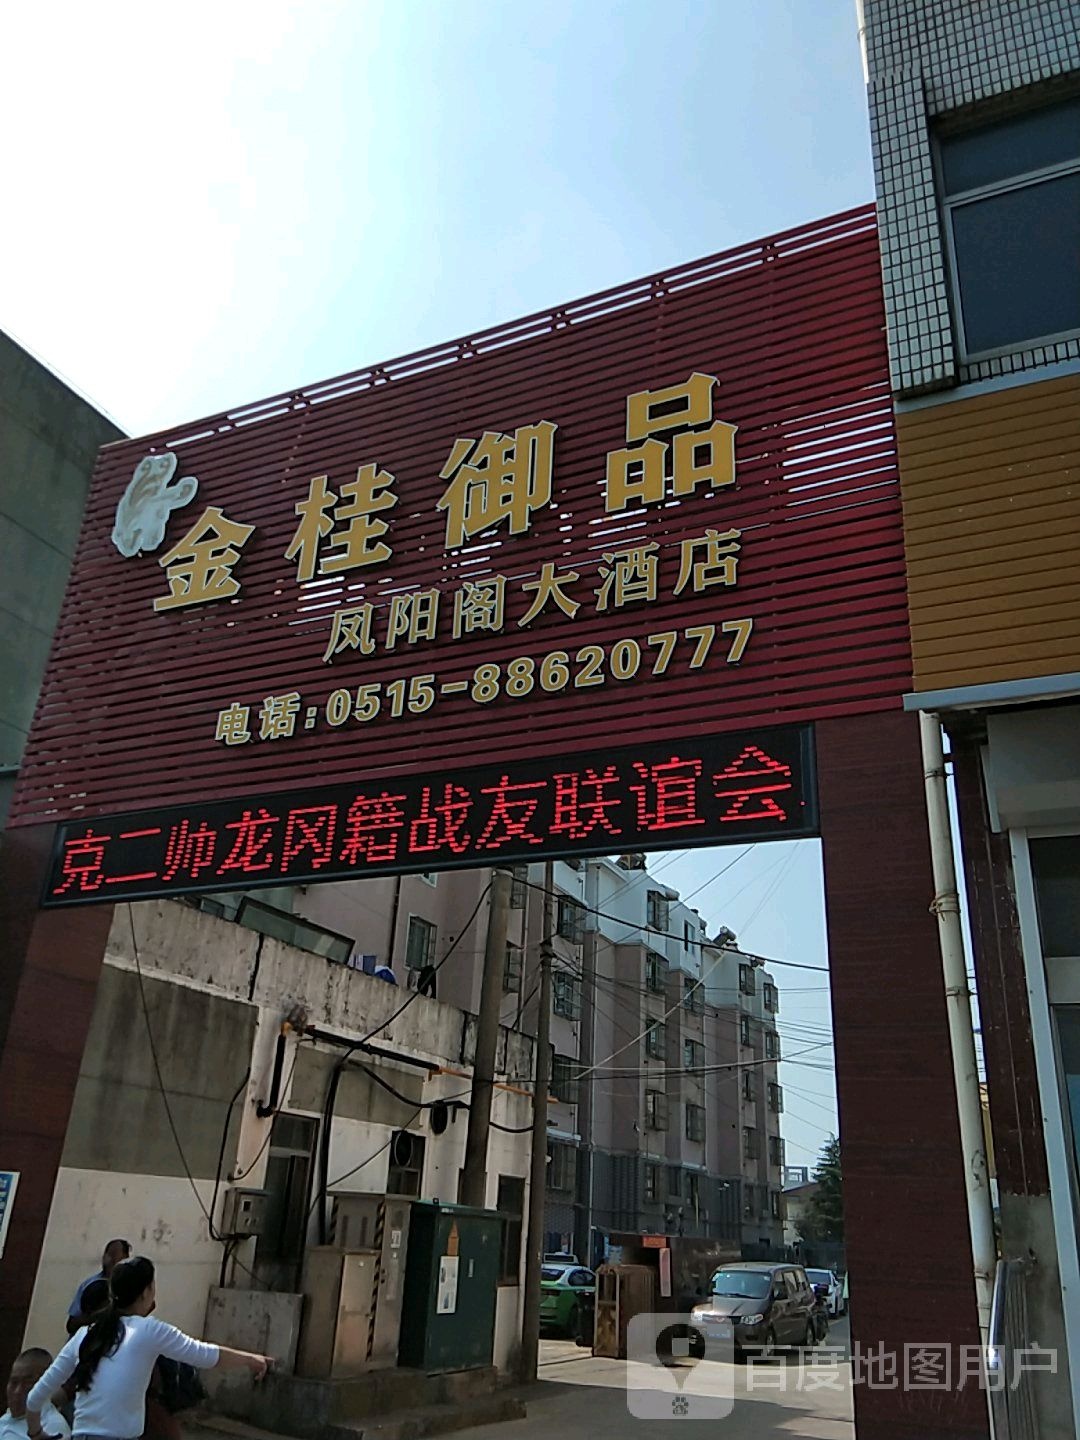 金桂御品
凤阳阁大酒店
电话:0515-88620777
克二帅龙冈籍战友联谊会
百度地图用户